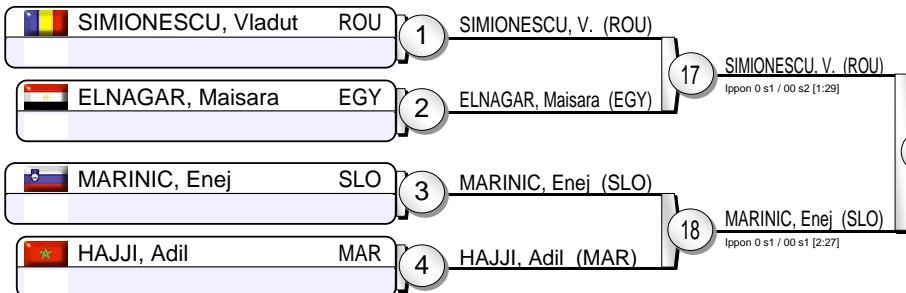 SIMIONESCU, Vladut ROU
1
SIMIONESCU, V. (ROU)
ELNAGAR, Maisara EGY
2
ELNAGAR, Maisara (EGY)
17
SIMIONESCU, V. (ROU)
Ippon 0 s1 / 00 s2 [1:29]
MARINIC, Enej SLO
3
MARINIC, Enej (SLO)
HAJJI, Adil MAR
4
HAJJI, Adil (MAR)
18
MARINIC, Enej (SLO)
Ippon 0 s1 / 00 s1 [2:27]